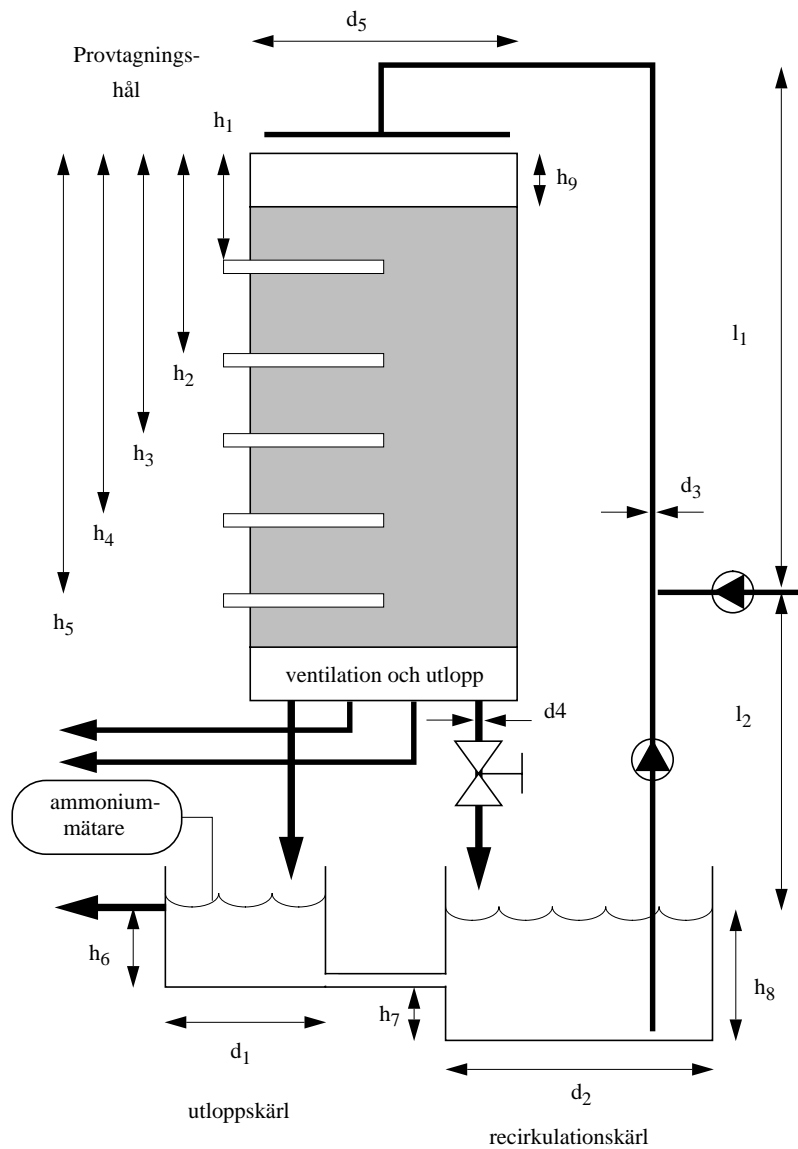 d5
Provtagnings-
hål
h1
h9
l1
h2
h3
d3
h4
h5
ventilation och utlopp
d4
l2
ammonium-
mätare
h6
h7
h8
d1
d2
utloppskärl
recirkulationskärl